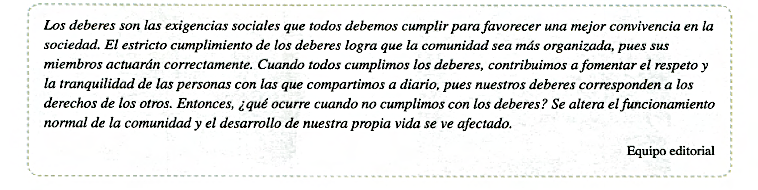 Los deberes son las exigencias sociales que todos debemos cumplir para favorecer una mejor convivencia en la
sociedad. El estricto cumplimiento de los deberes logra que la comunidad sea más organizada, pues sus
miembros actuarán correctamente. Cuando todos cumplimos los deberes, contribuimos a fomentar el respeto y
la tranquilidad de las personas con las que compartimos a diario, pues nuestros deberes corresponden a los
derechos de los otros. Entonces, ¿qué ocurre cuando no cumplimos con los deberes? Se altera el funcionamiento
normal de la comunidad y el desarrollo de nuestra propia vida se ve afectado.
Equipo editorial